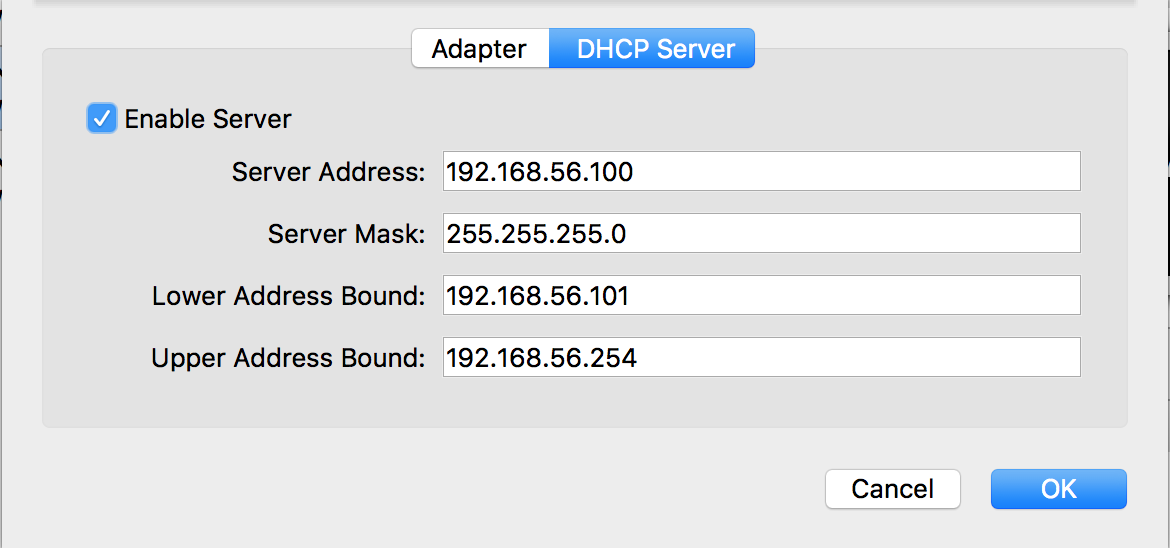 Adapter DHCP Server
Enable Server
Server Address: 192.168.56.100
Server Mask: 255.255.255.0
Lower Address Bound: 192.168.56.101
Upper Address Bound: 192.168.56.254
Cancel OK